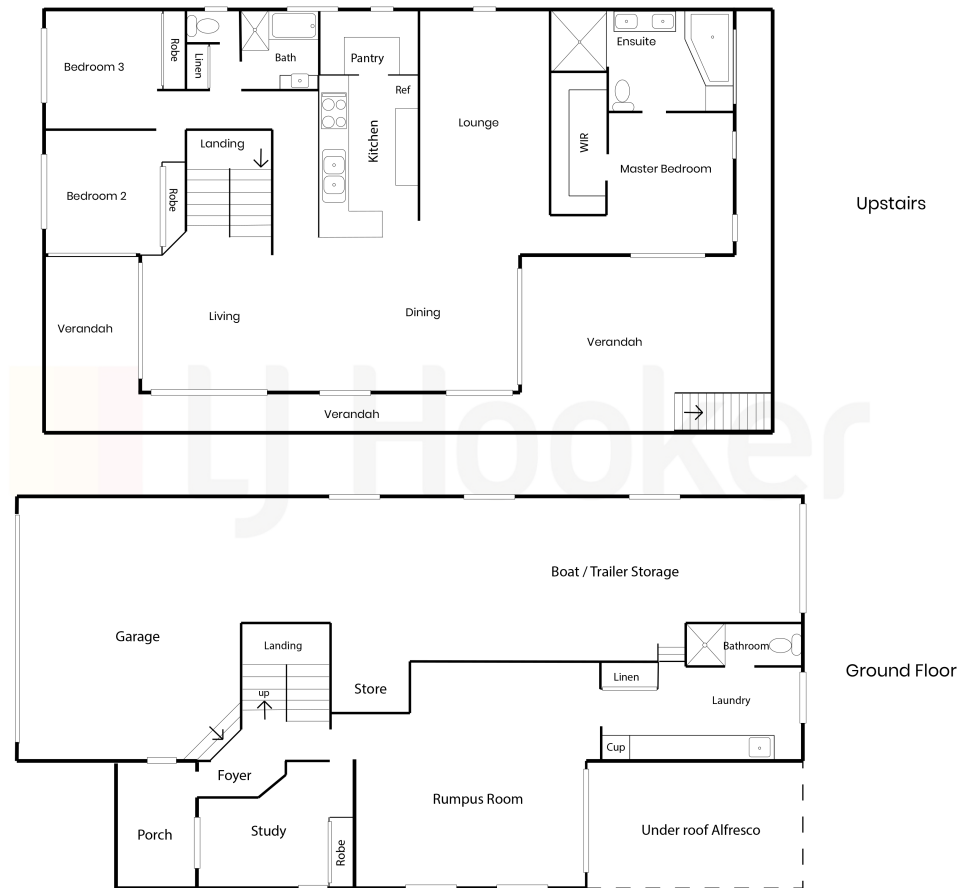 Bedroom 3
Robe
Linen
Bath
Pantry
Ref
Kitchen
Lounge
Ensuite
WIR
Master Bedroom
Landing
Bedroom 2
Robe
Upstairs
Verandah
Living
Dining
Verandah
Verandah
LJ Hooker
Boat / Trailer Storage
Garage
Landing
up
Store
Bathroom
Linen
Laundry
Cup
Ground Floor
Foyer
Porch
Study
Robe
Rumpus Room
Under roof Alfresco